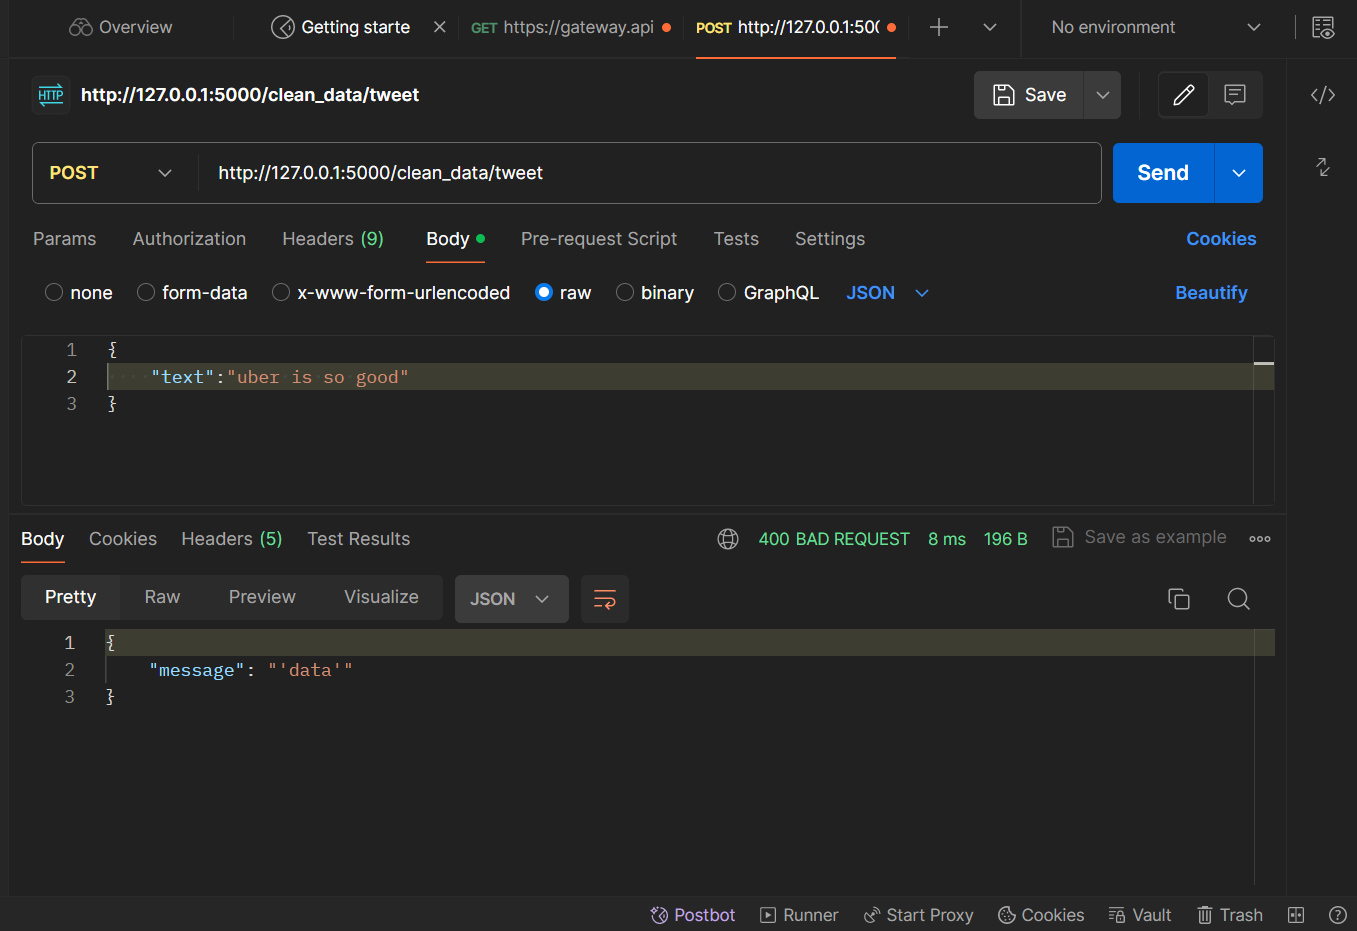 Overview
Getting starte
GET https://gateway.api
POST http://127.0.0.1:500
No environment
HTTP http://127.0.0.1:5000/clean_data/tweet
Save
POST
http://127.0.0.1:5000/clean_data/tweet
Send
Params
Authorization
Headers (9)
Body
Pre-request Script
Tests
Settings
Cookies
none
form-data
x-www-form-urlencoded
raw
binary
GraphQL
JSON
Beautify
1 {
2 "text":"uber is so good"
3 }
Body
Cookies
Headers (5)
Test Results
400 BAD REQUEST
8 ms
196 B
Save as example
Pretty
Raw
Preview
Visualize
JSON
1 {
2 "message": "'data'"
3 }
Postbot
Runner
Start Proxy
Cookies
Vault
Trash